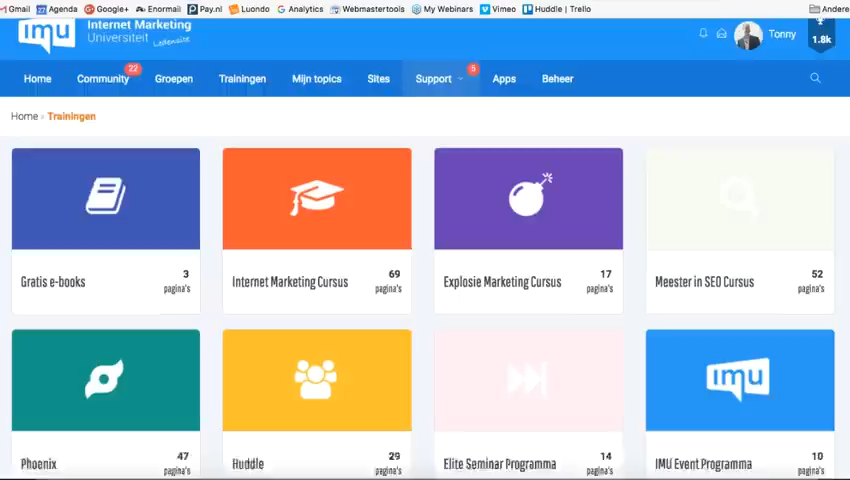 Gmail Agenda Google+ Enormail Pay.nl Luondo Analytics Webmastertools My Webinars Vimeo Huddle | Trello Andere
imu Internet Marketing
Universiteit Ledensite
Tonny 1.8k
Home Community 22 Groepen Trainingen Mijn topics Sites Support 5 Apps Beheer
Home › Trainingen
Gratis e-books 3 pagina's
Internet Marketing Cursus 69 pagina's
Explosie Marketing Cursus 17 pagina's
Meester in SEO Cursus 52 pagina's
imu
Phoenix 47 pagina's
Huddle 29 pagina's
Elite Seminar Programma 14 pagina's
IMU Event Programma 10 pagina's